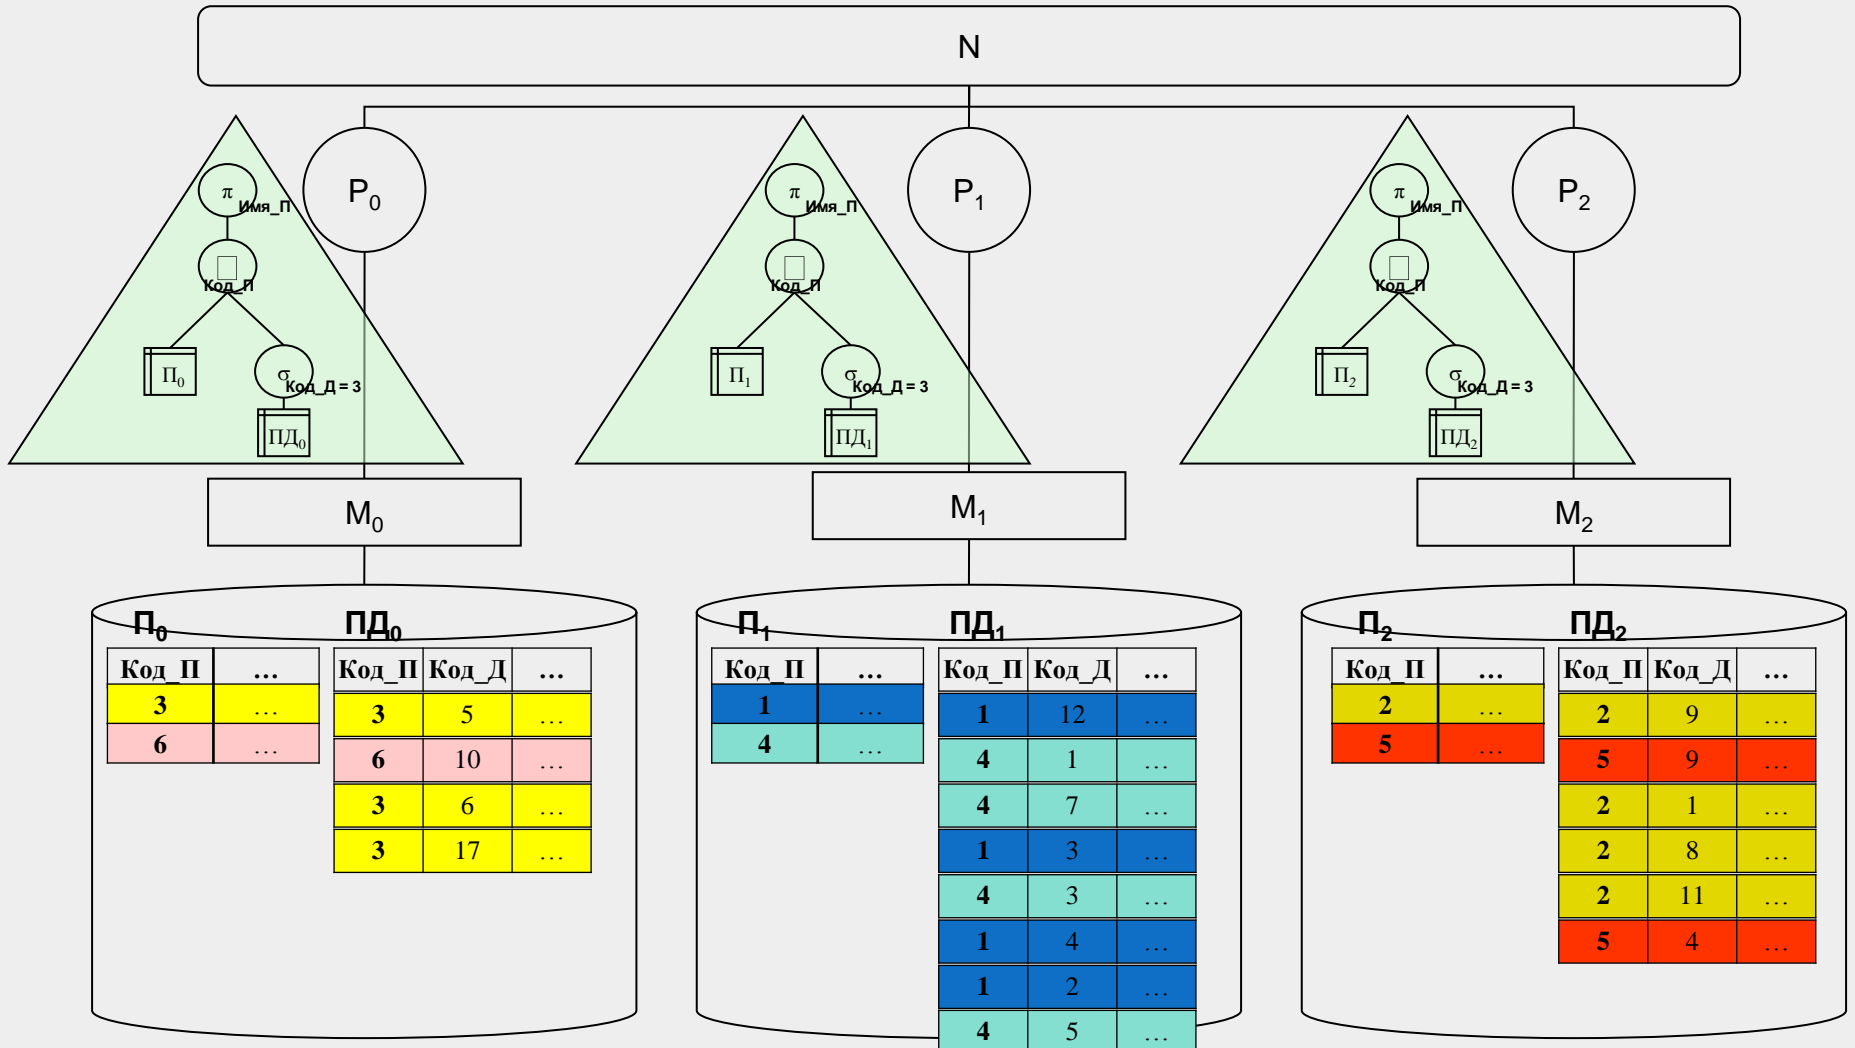 N
P0
P1
P2
π Имя_П
π Имя_П
π Имя_П
Код_П
Код_П
Код_П
П0
σ Код_Д = 3
П1
σ Код_Д = 3
П2
σ Код_Д = 3
ПД0
ПД1
ПД2
M0
M1
M2
П0 ПД0
Код_П …
3 …
6 …
Код_П Код_Д …
3 5 …
6 10 …
3 6 …
3 17 …
П1 ПД1
Код_П …
1 …
4 …
Код_П Код_Д …
1 12 …
4 1 …
4 7 …
1 3 …
4 3 …
1 4 …
1 2 …
4 5 …
П2 ПД2
Код_П …
2 …
5 …
Код_П Код_Д …
2 9 …
5 9 …
2 1 …
2 8 …
2 11 …
5 4 …